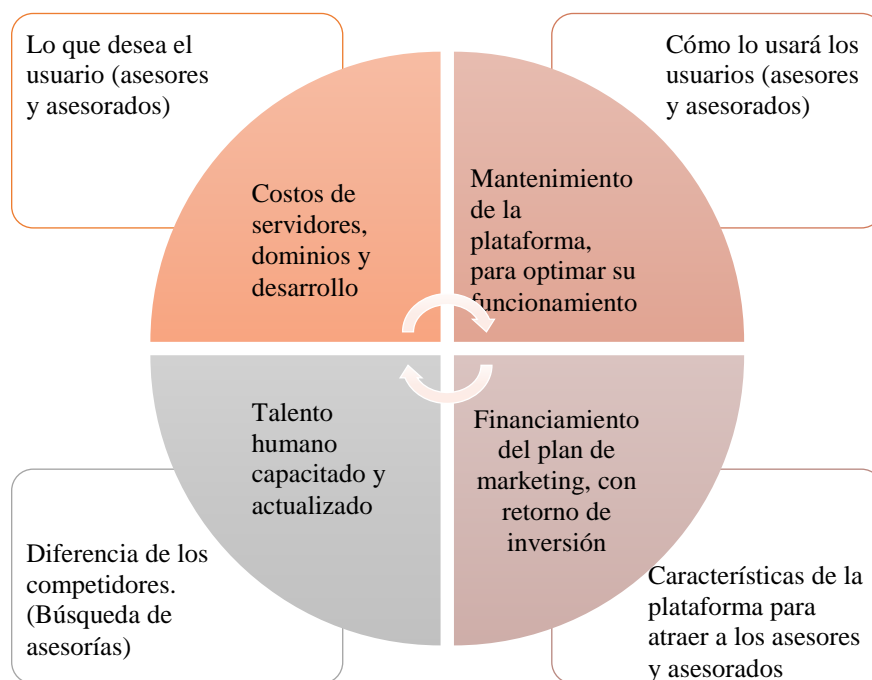 Lo que desea el
usuario (asesores
y asesorados)
Cómo lo usará los
usuarios (asesores
y asesorados)
Costos de
servidores,
dominios y
desarrollo
Mantenimiento
de la
plataforma,
para optimar su
funcionamiento
Talento
humano
capacitado y
actualizado
Financiamiento
del plan de
marketing, con
retorno de
inversión
Diferencia de los
competidores.
(Búsqueda de
asesorías)
Características de la
plataforma para
atraer a los asesores
y asesorados